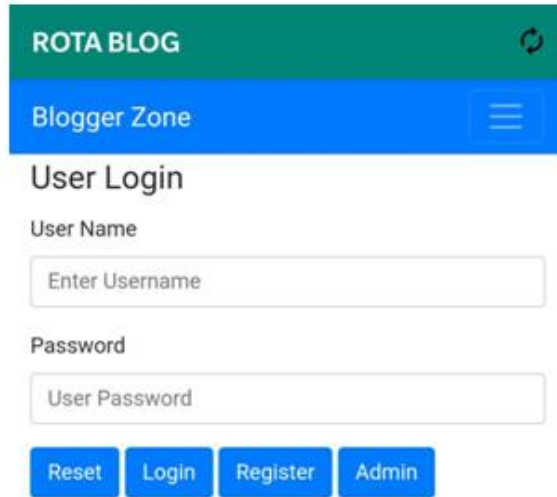 ROTA BLOG
Blogger Zone
User Login
User Name
Enter Username
Password
User Password
Reset Login Register Admin